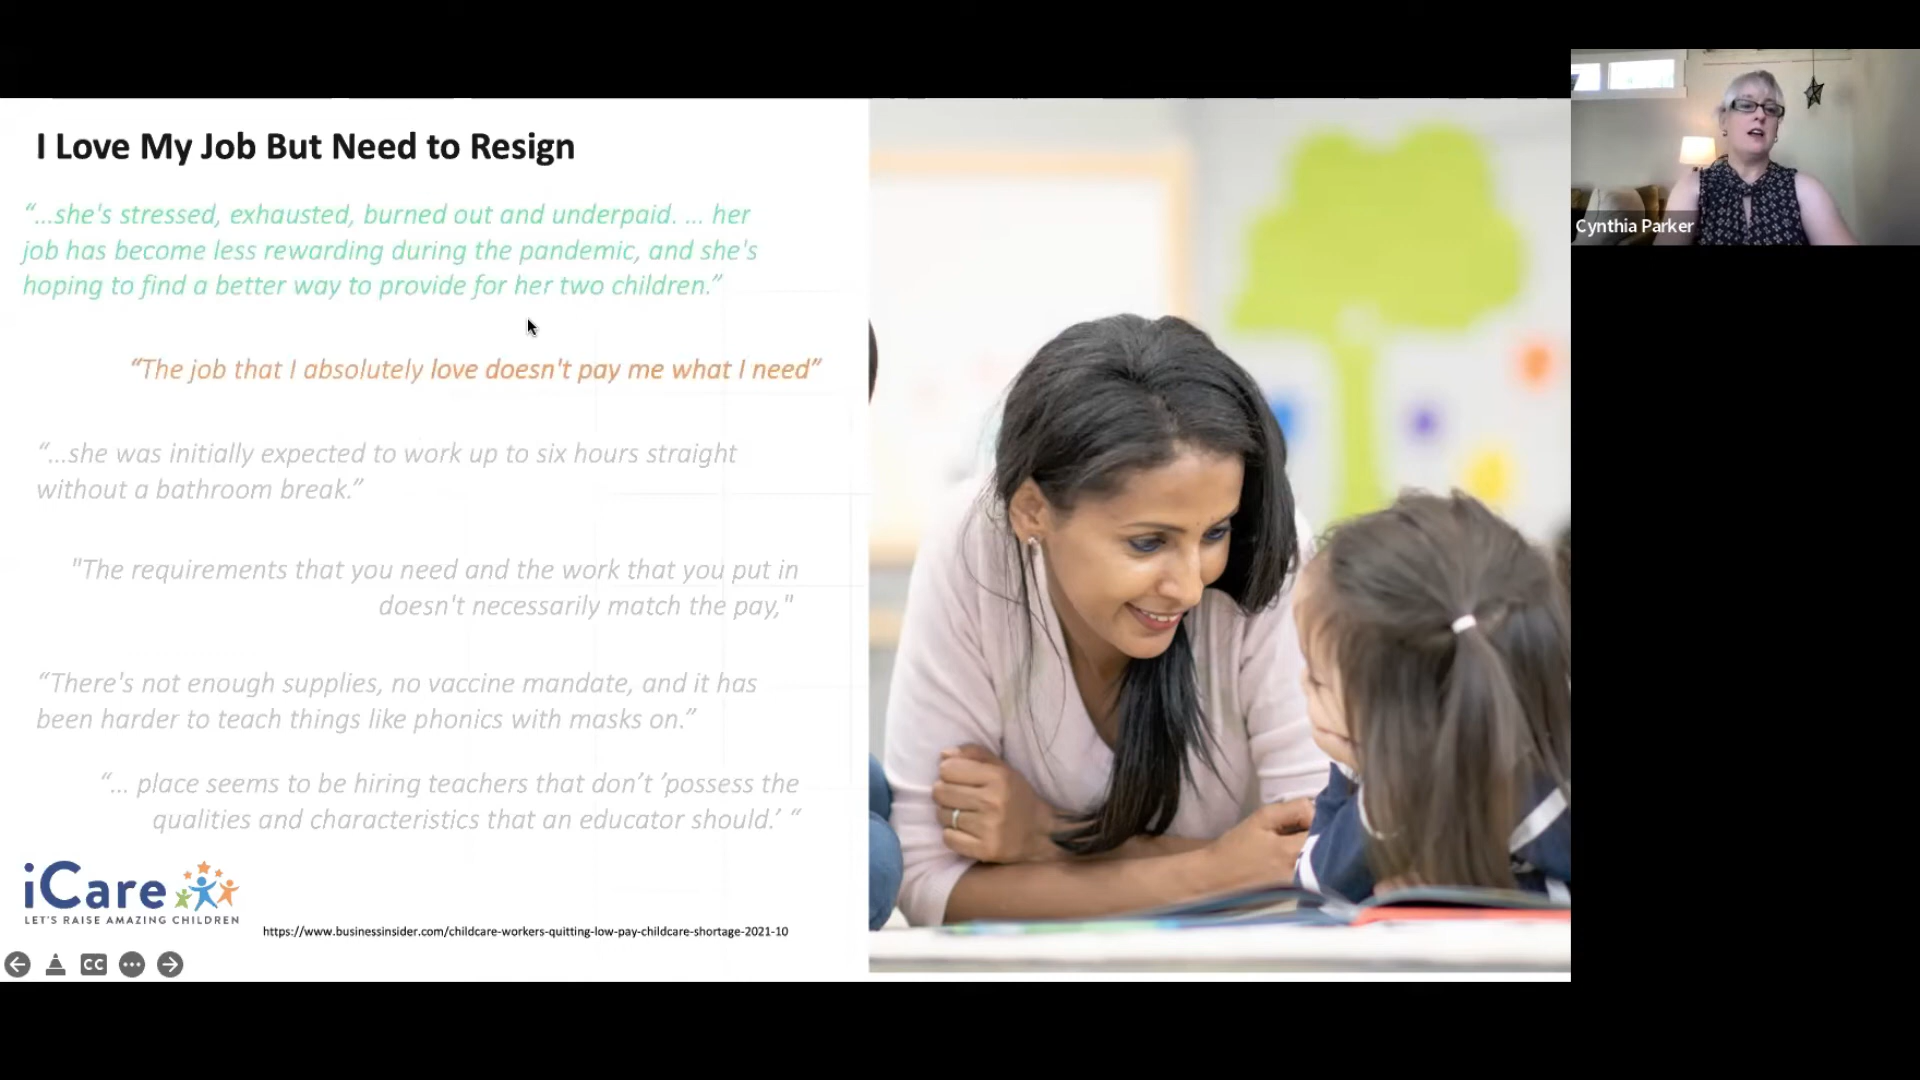 I Love My Job But Need to Resign
“...she's stressed, exhausted, burned out and underpaid. ... her
job has become less rewarding during the pandemic, and she's
hoping to find a better way to provide for her two children.”
“The job that I absolutely love doesn't pay me what I need”
“...she was initially expected to work up to six hours straight
without a bathroom break.”
"The requirements that you need and the work that you put in
doesn't necessarily match the pay,"
“There's not enough supplies, no vaccine mandate, and it has
been harder to teach things like phonics with masks on.”
“... place seems to be hiring teachers that don’t ’possess the
qualities and characteristics that an educator should.’ “
iCare
LET'S RAISE AMAZING CHILDREN
https://www.businessinsider.com/childcare-workers-quitting-low-pay-childcare-shortage-2021-10
CC
Cynthia Parker